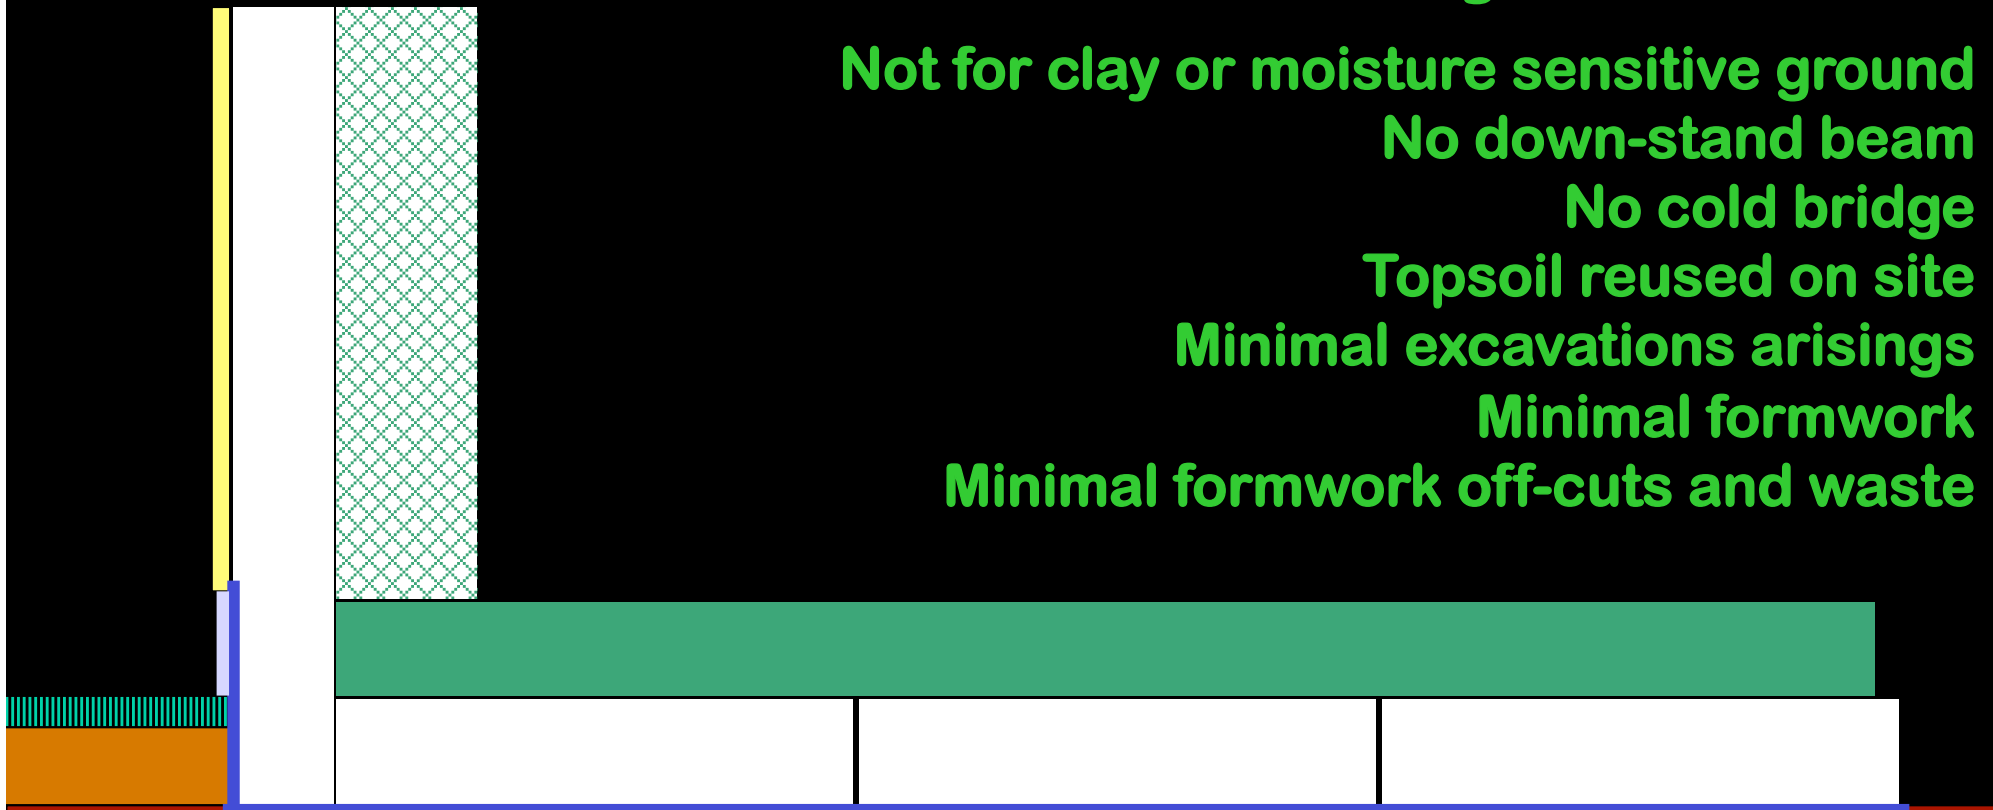 Not for clay or moisture sensitive ground
No down-stand beam
No cold bridge
Topsoil reused on site
Minimal excavations arisings
Minimal formwork
Minimal formwork off-cuts and waste